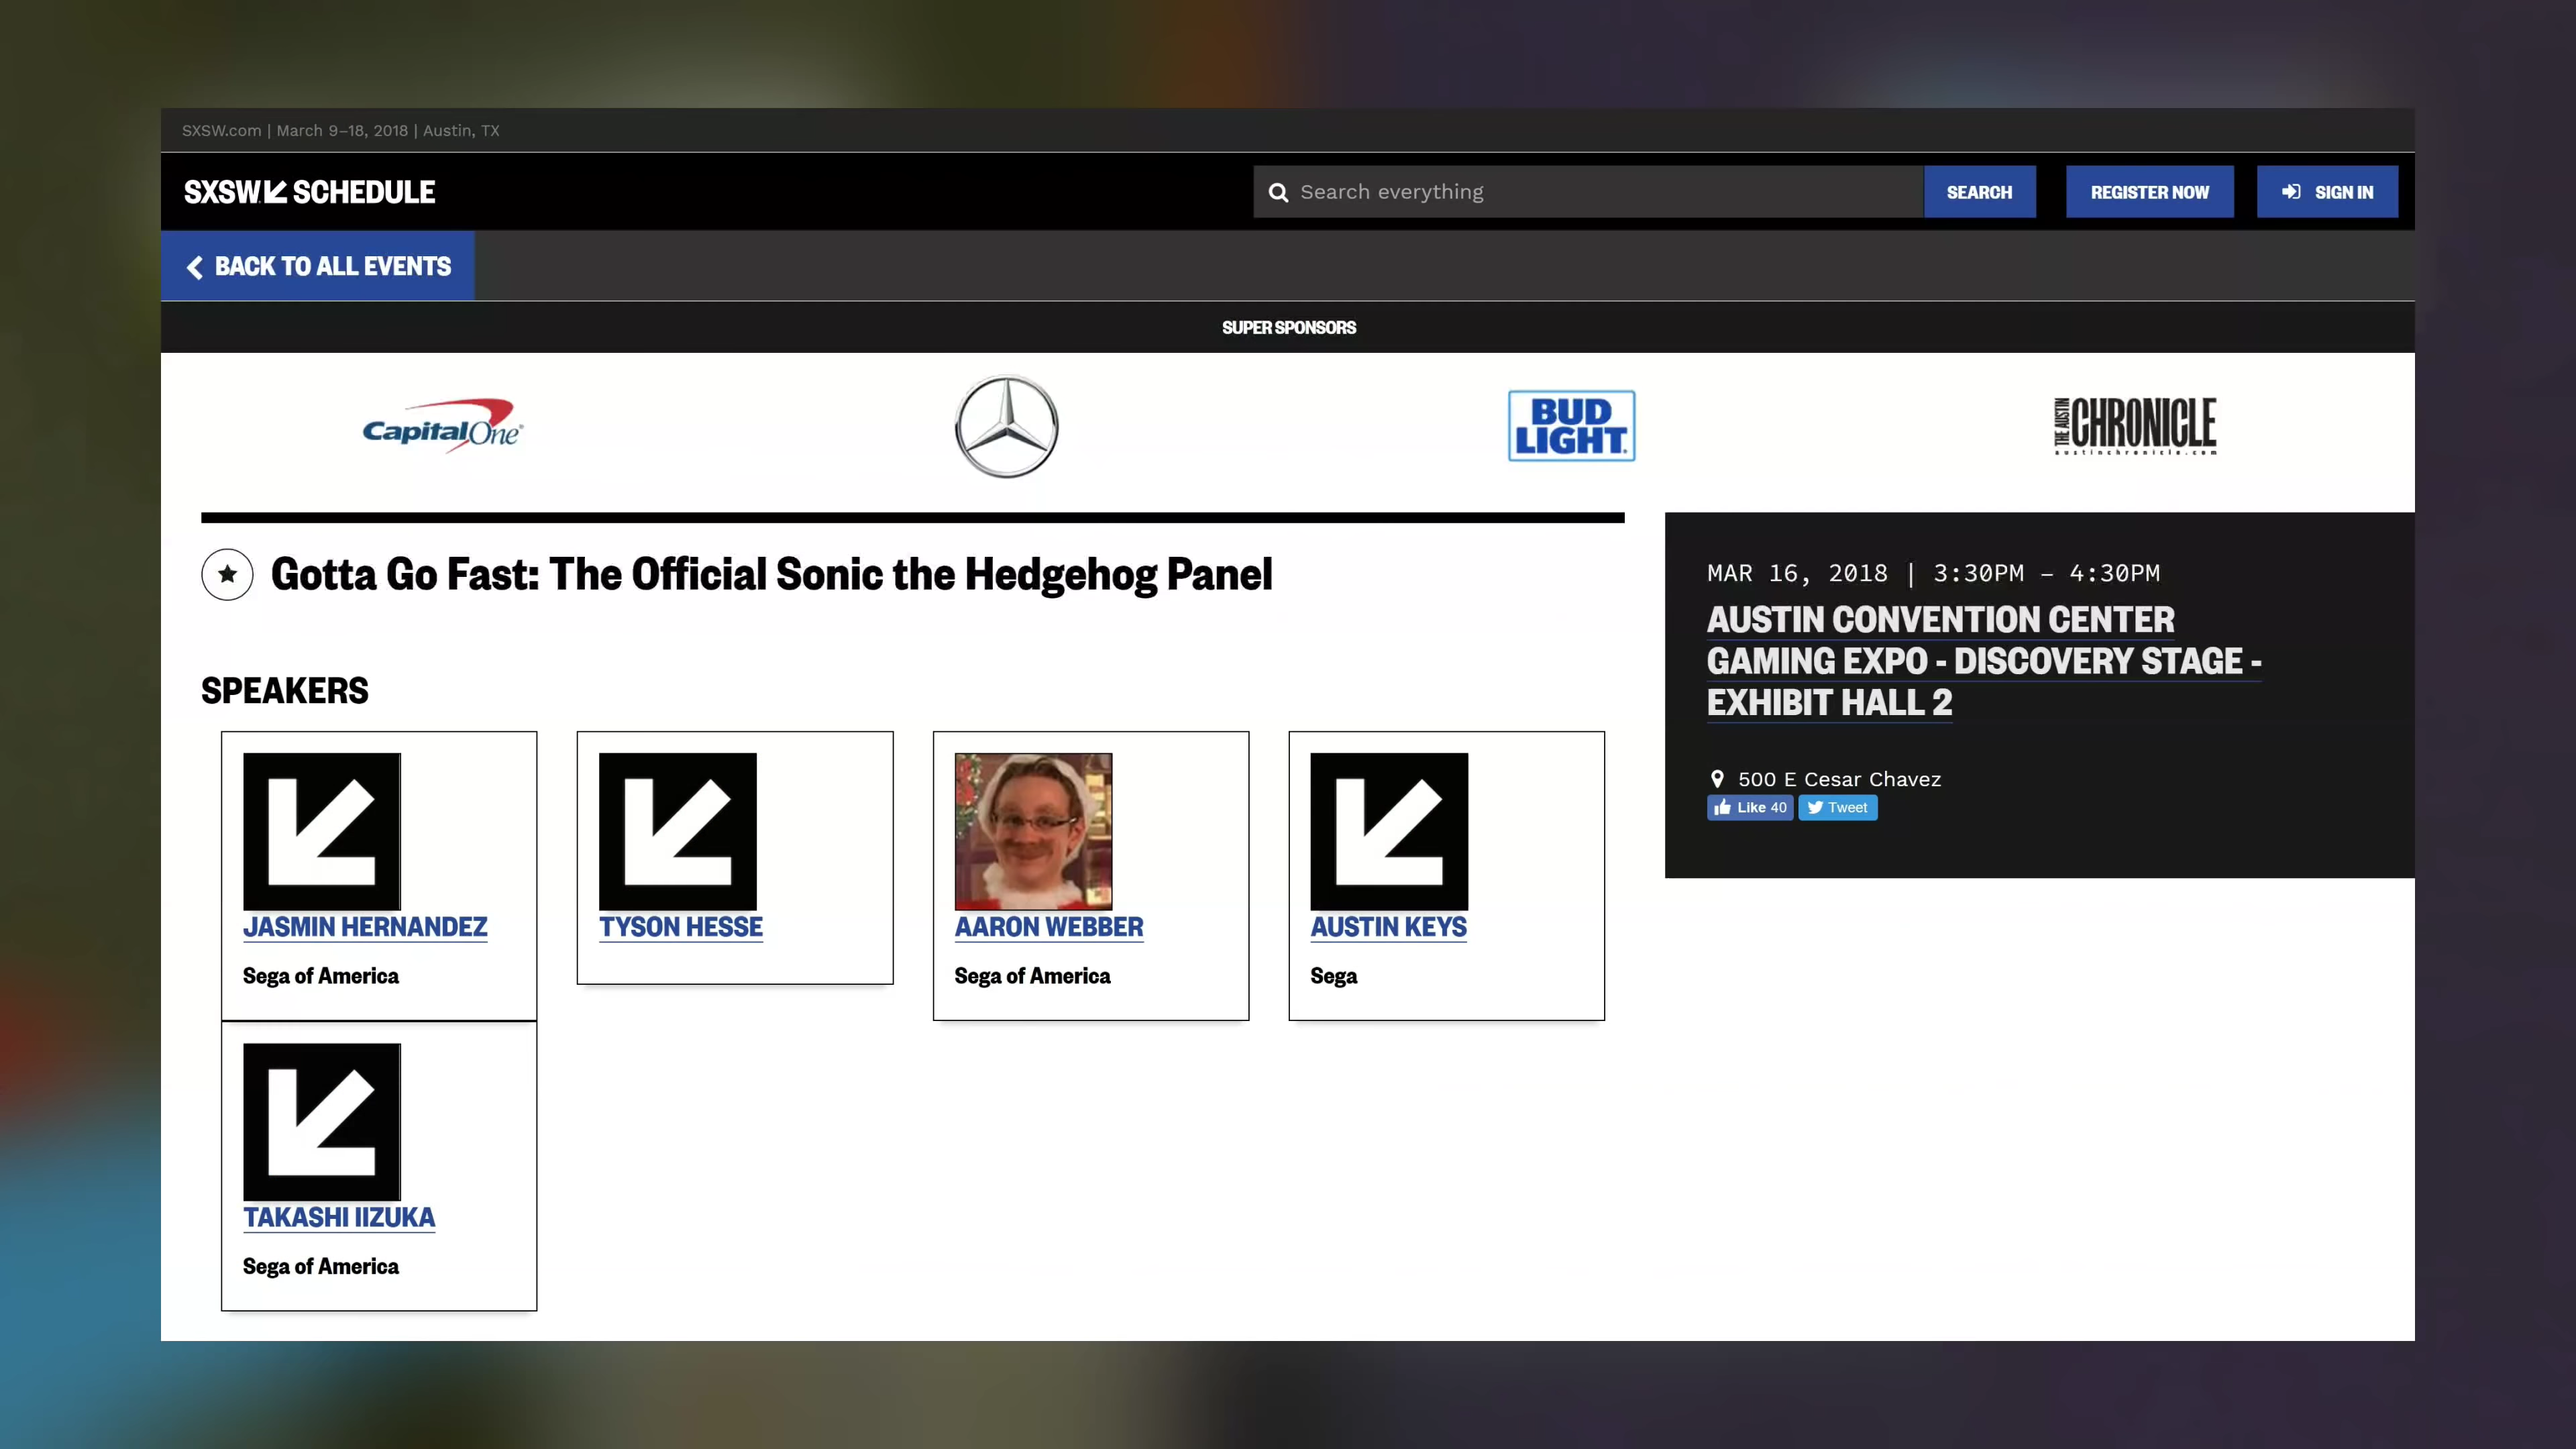 SXSW.com | March 9–18, 2018 | Austin, TX
SXSW SCHEDULE
Search everything
SEARCH
REGISTER NOW
SIGN IN
BACK TO ALL EVENTS
SUPER SPONSORS
CapitalOne
BUD
LIGHT
THE AUSTIN
CHRONICLE
austinchronicle.com
Gotta Go Fast: The Official Sonic the Hedgehog Panel
SPEAKERS
JASMIN HERNANDEZ
Sega of America
TYSON HESSE
AARON WEBBER
Sega of America
AUSTIN KEYS
Sega
TAKASHI IIZUKA
Sega of America
MAR 16, 2018 | 3:30PM – 4:30PM
AUSTIN CONVENTION CENTER
GAMING EXPO - DISCOVERY STAGE -
EXHIBIT HALL 2
500 E Cesar Chavez
Like 40
Tweet